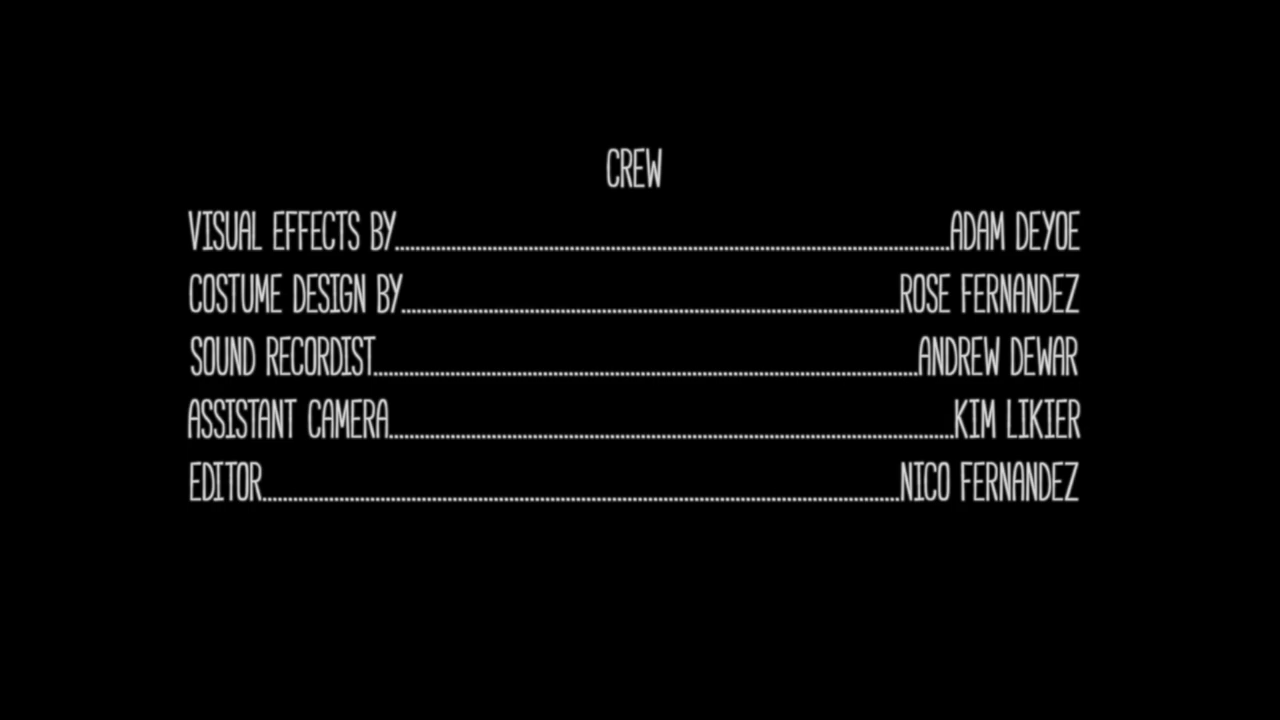 CREW
VISUAL EFFECTS BY........................................................................................................ADAM DEYOE
COSTUME DESIGN BY..............................................................................................ROSE FERNANDEZ
SOUND RECORDIST......................................................................................................ANDREW DEWAR
ASSISTANT CAMERA..........................................................................................................KIM LIKIER
EDITOR........................................................................................................................NICO FERNANDEZ